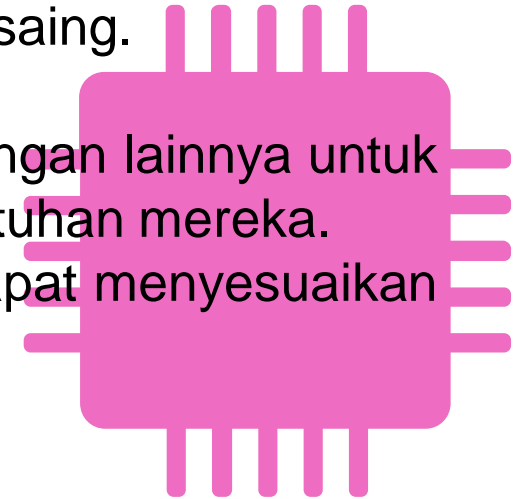 saing.
ngan lainnya untuk
tuhan mereka.
pat menyesuaikan